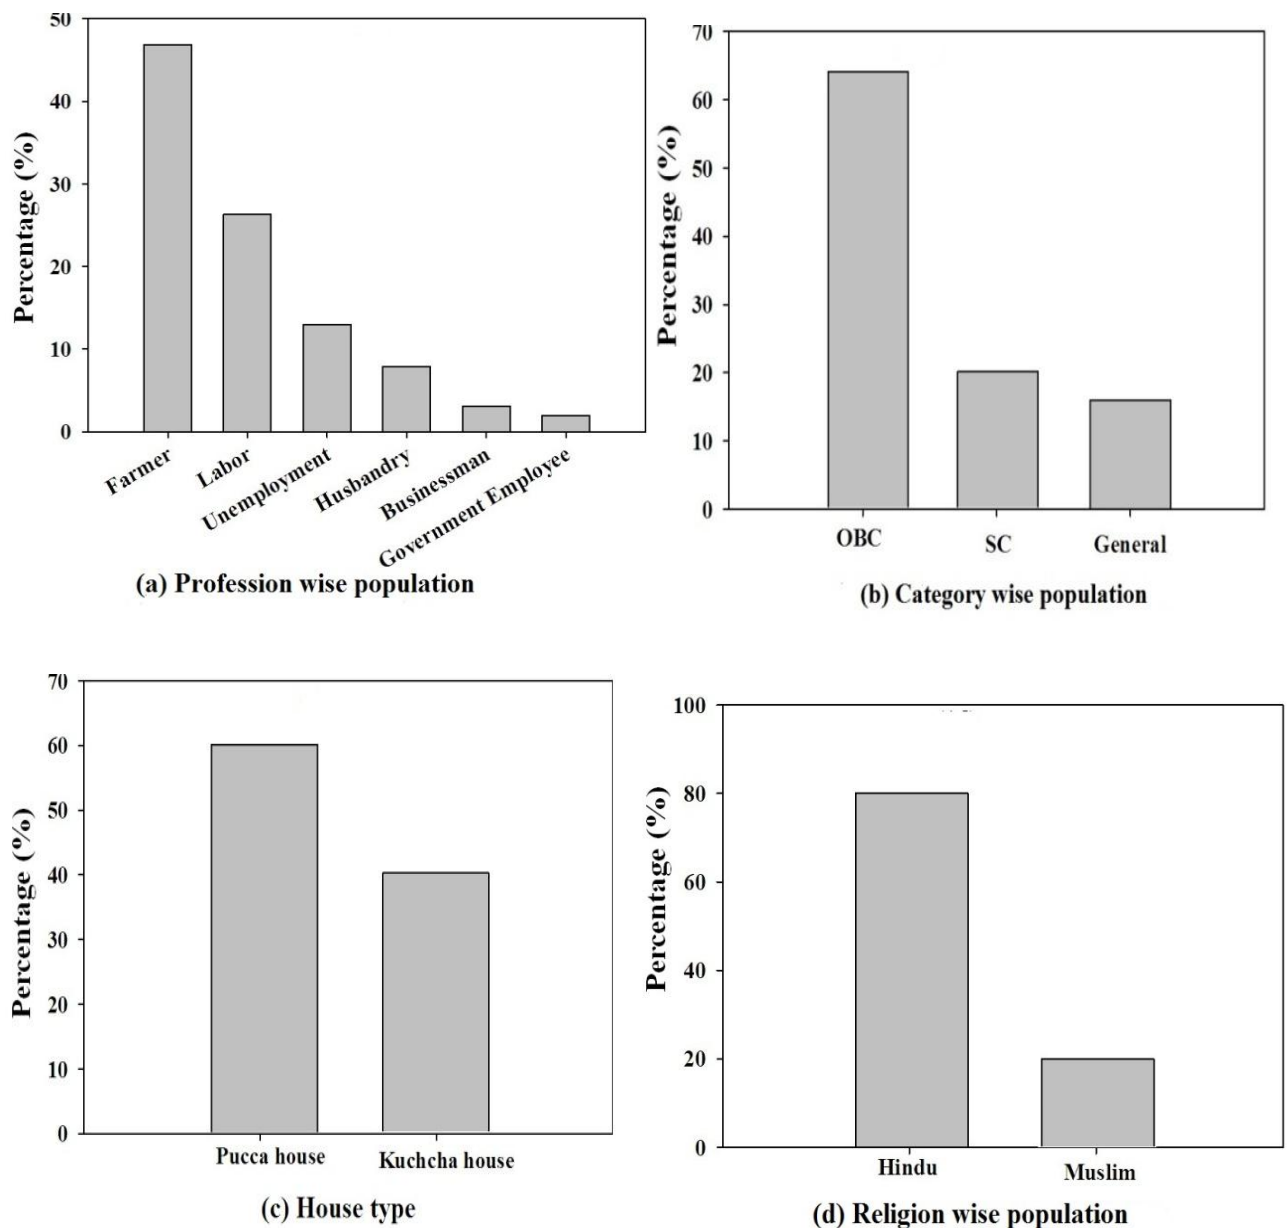 50
40
30
20
10
0
Percentage (%)
Farmer
Labor
Unemployment
Husbandry
Businessman
Government Employee
(a) Profession wise population
70
60
50
40
30
20
10
0
Percentage (%)
OBC
SC
General
(b) Category wise population
70
60
50
40
30
20
10
0
Percentage (%)
Pucca house
Kuchcha house
(c) House type
100
80
60
40
20
0
Percentage (%)
Hindu
Muslim
(d) Religion wise population